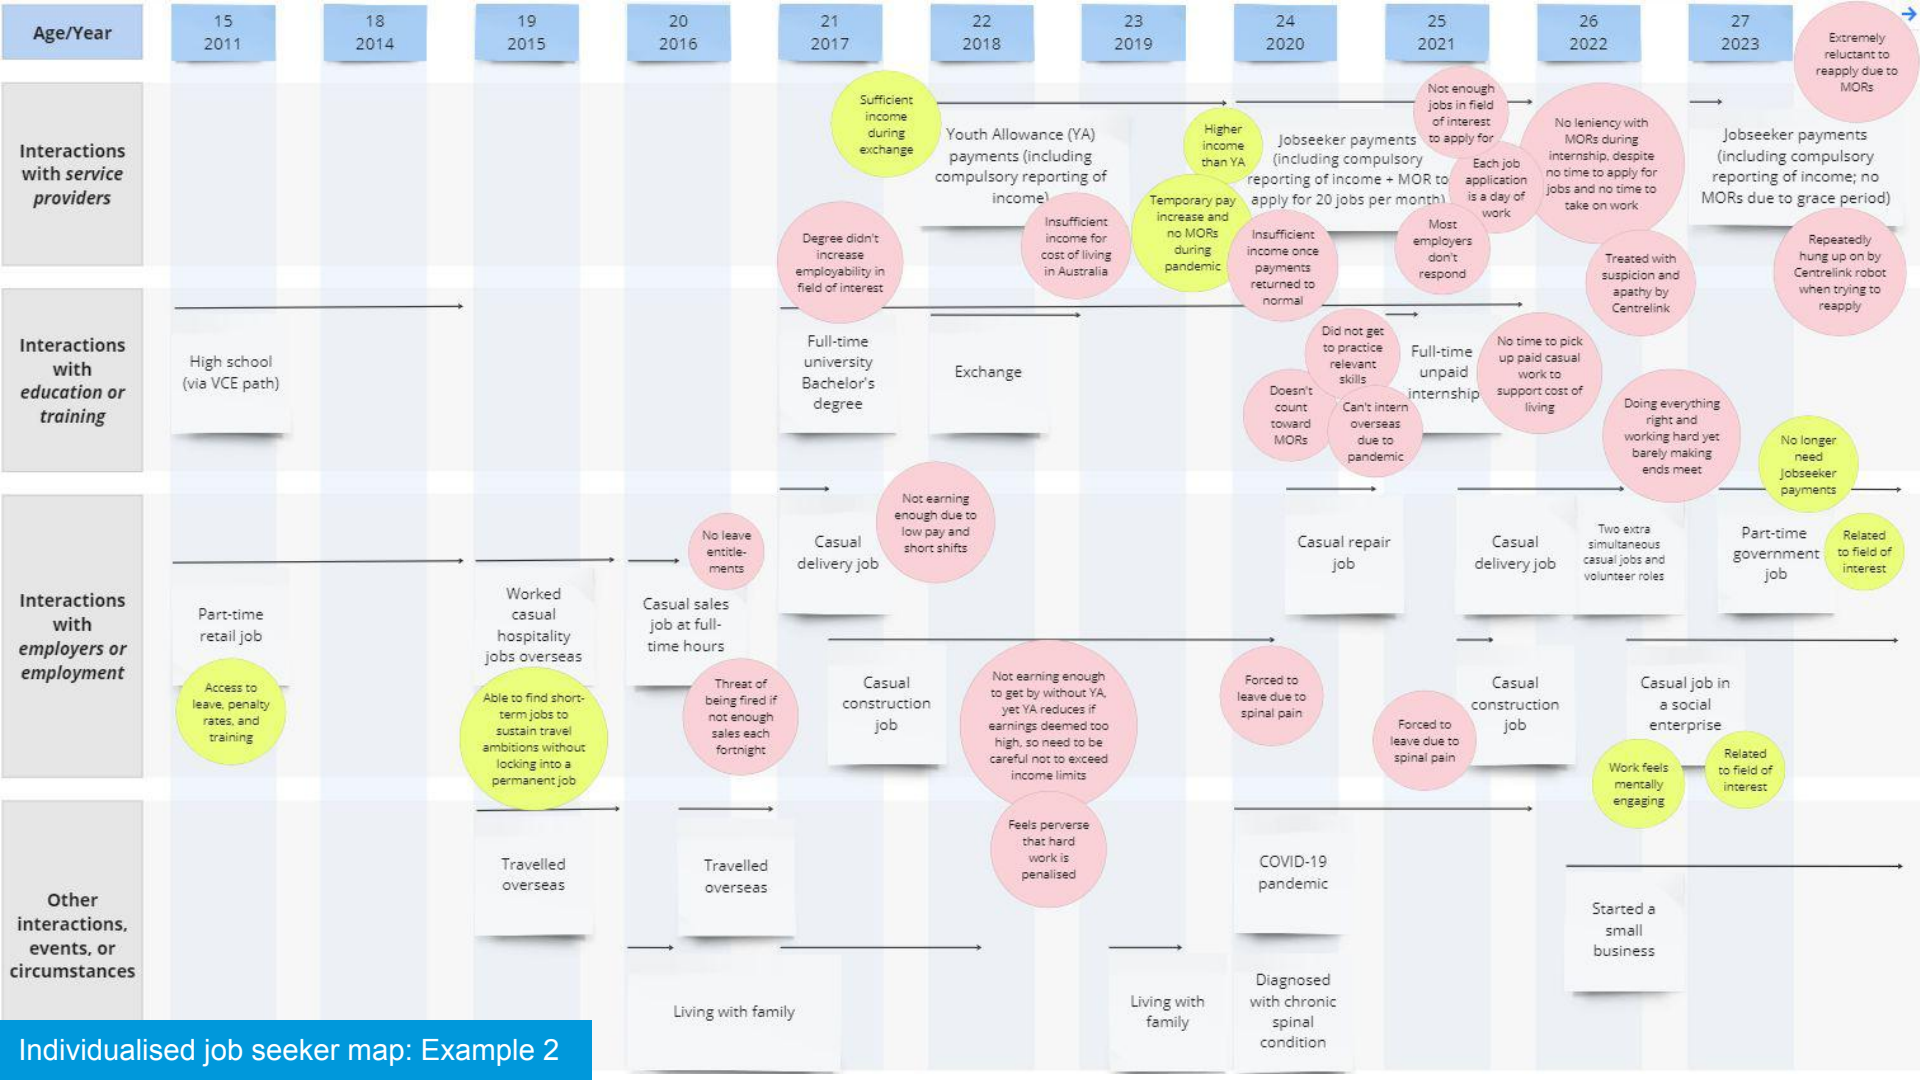 Age/Year
15
2011
18
2014
19
2015
20
2016
21
2017
22
2018
23
2019
24
2020
25
2021
26
2022
27
2023
Extremely
reluctant to
reapply due to
MORs
Interactions
with service
providers
Sufficient
income
during
exchange
Youth Allowance (YA)
payments (including
compulsory reporting of
income)
Higher
income
than YA
Jobseeker payments
(including compulsory
reporting of income + MOR to
apply for 20 jobs per month)
Not enough
jobs in field
of interest
to apply for
Each job
application
is a day of
work
No leniency with
MORs during
internship, despite
no time to apply for
jobs and no time to
take on work
Jobseeker payments
(including compulsory
reporting of income; no
MORs due to grace period)
Degree didn't
increase
employability in
field of interest
Insufficient
income for
cost of living
in Australia
Temporary pay
increase and
no MORs
during
pandemic
Insufficient
income once
payments
returned to
normal
Most
employers
don't
respond
Treated with
suspicion and
apathy by
Centrelink
Repeatedly
hung up on by
Centrelink robot
when trying to
reapply
Interactions
with
education or
training
High school
(via VCE path)
Full-time
university
Bachelor's
degree
Exchange
Did not get
to practice
relevant
skills
Doesn't
count
toward
MORs
Can't intern
overseas
due to
pandemic
Full-time
unpaid
internship
No time to pick
up paid casual
work to
support cost of
living
Doing everything
right and
working hard yet
barely making
ends meet
No longer
need
Jobseeker
payments
Interactions
with
employers or
employment
Part-time
retail job
Access to
leave, penalty
rates, and
training
Worked
casual
hospitality
jobs overseas
Able to find short-
term jobs to
sustain travel
ambitions without
locking into a
permanent job
No leave
entitle-
ments
Casual sales
job at full-
time hours
Threat of
being fired if
not enough
sales each
fortnight
Casual
delivery job
Not earning
enough due to
low pay and
short shifts
Casual
construction
job
Not earning enough
to get by without YA,
yet YA reduces if
earnings deemed too
high, so need to be
careful not to exceed
income limits
Feels perverse
that hard
work is
penalised
Casual repair
job
Forced to
leave due to
spinal pain
Casual
delivery job
Two extra
simultaneous
casual jobs and
volunteer roles
Part-time
government
job
Related
to field of
interest
Forced to
leave due to
spinal pain
Casual
construction
job
Casual job in
a social
enterprise
Work feels
mentally
engaging
Related
to field of
interest
Other
interactions,
events, or
circumstances
Travelled
overseas
Travelled
overseas
Living with family
Living with
family
COVID-19
pandemic
Diagnosed
with chronic
spinal
condition
Started a
small
business
Individualised job seeker map: Example 2